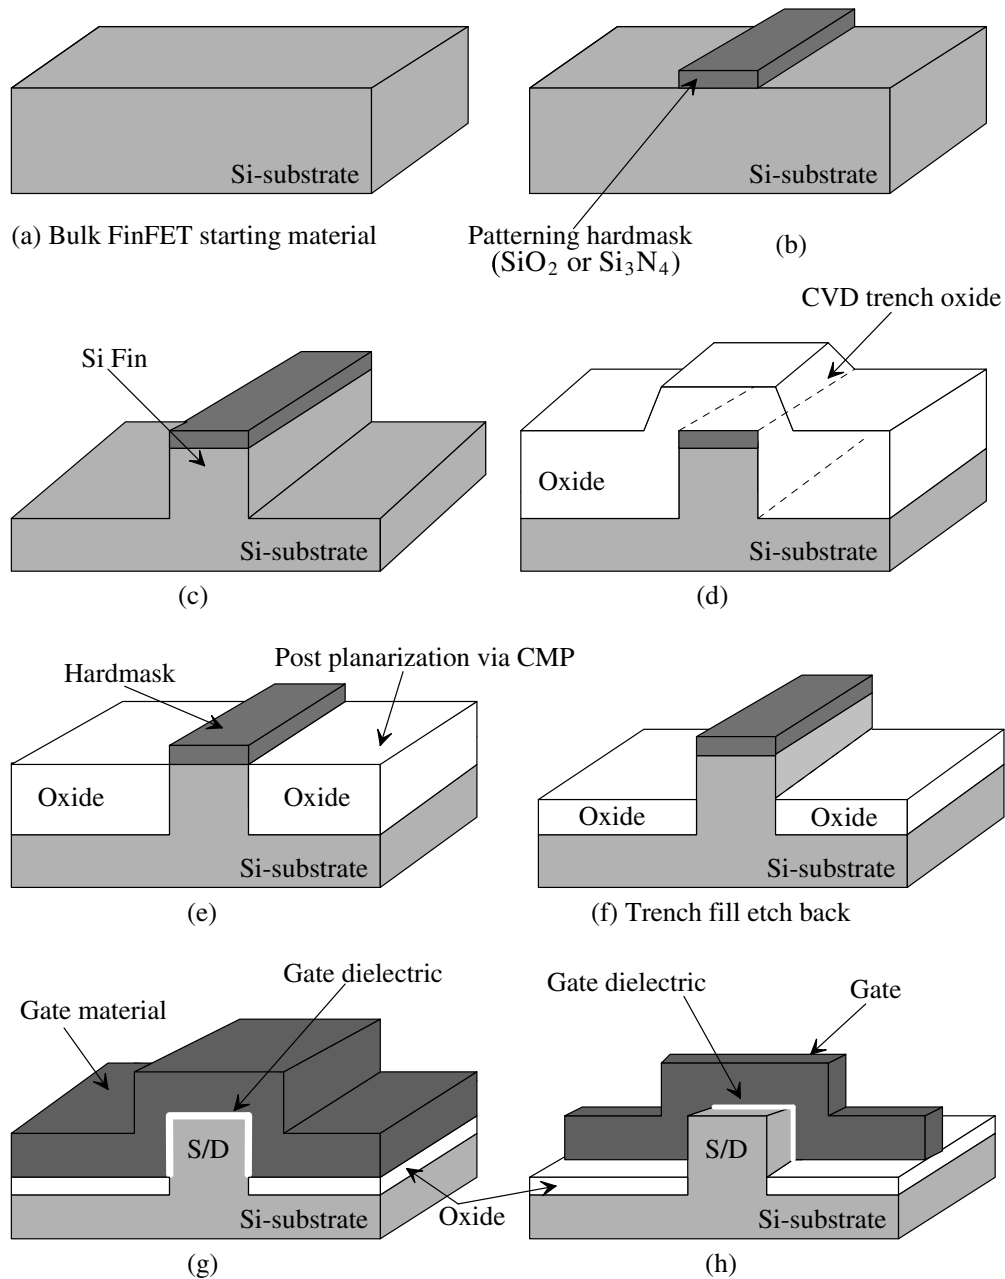 Si-substrate
(a) Bulk FinFET starting material
Patterning hardmask
(SiO₂ or Si₃N₄)
(b)
Si Fin
Si-substrate
(c)
CVD trench oxide
Oxide
Si-substrate
(d)
Hardmask
Post planarization via CMP
Oxide
Oxide
Si-substrate
(e)
Oxide
Oxide
Si-substrate
(f) Trench fill etch back
Gate dielectric
Gate material
S/D
Oxide
Si-substrate
(g)
Gate dielectric
Gate
S/D
Si-substrate
(h)